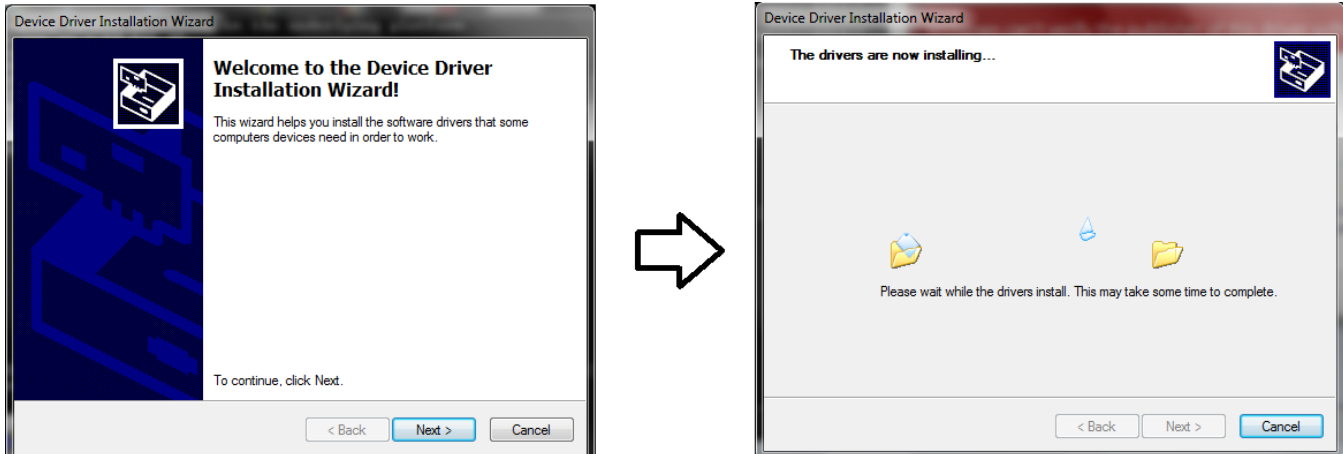 Device Driver Installation Wizard
Welcome to the Device Driver
Installation Wizard!
This wizard helps you install the software drivers that some
computers devices need in order to work.
To continue, click Next.
< Back
Next >
Cancel
Device Driver Installation Wizard
The drivers are now installing...
Please wait while the drivers install. This may take some time to complete.
< Back
Next >
Cancel